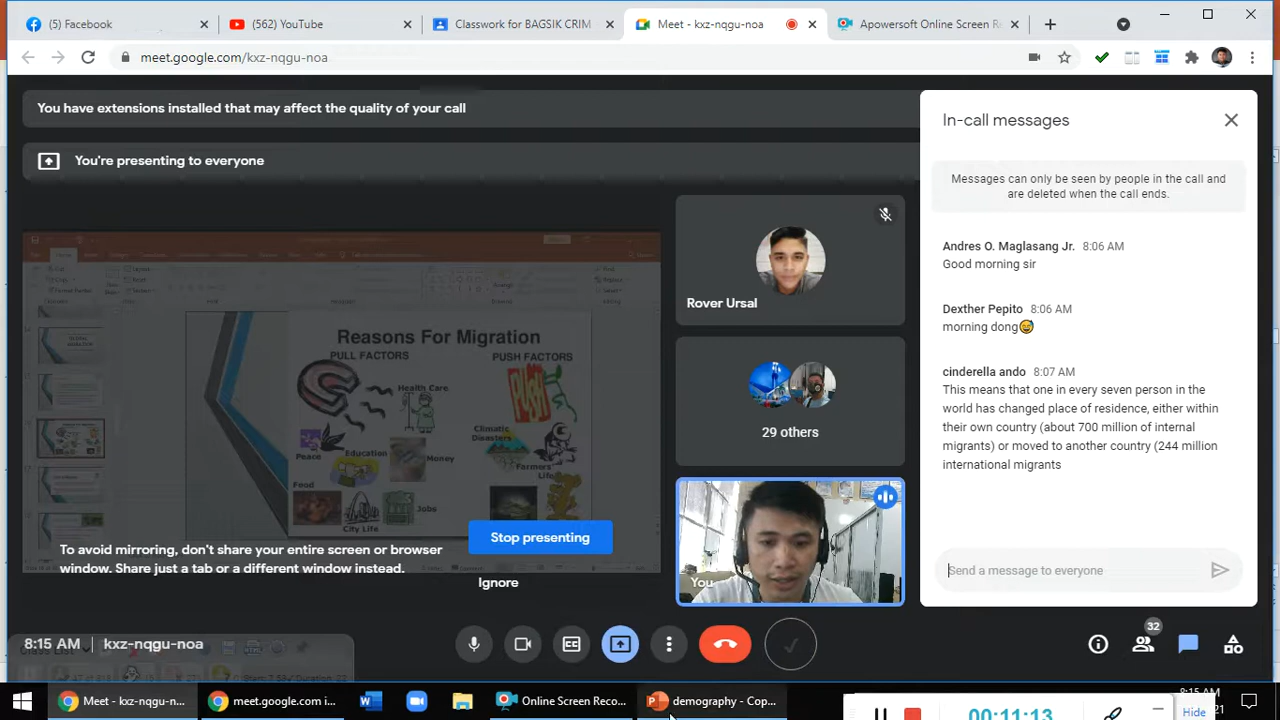 (5) Facebook
(562) YouTube
Classwork for BAGSIK CRIM
Meet - kxz-nqgu-noa
Apowersoft Online Screen Re
meet.google.com/kxz-nqgu-noa
You have extensions installed that may affect the quality of your call
You're presenting to everyone
Reasons For Migration
PULL FACTORS
PUSH FACTORS
PUSH
Health Care
Climatic
Disasters
Peace
Education
Money
Farmers
Life
Food
Jobs
City Life
Stop presenting
To avoid mirroring, don't share your entire screen or browser
window. Share just a tab or a different window instead.
Ignore
Rover Ursal
29 others
You
In-call messages
Messages can only be seen by people in the call and
are deleted when the call ends.
Andres O. Maglasang Jr. 8:06 AM
Good morning sir
Dexther Pepito 8:06 AM
morning dong😅
cinderella ando 8:07 AM
This means that one in every seven person in the
world has changed place of residence, either within
their own country (about 700 million of internal
migrants) or moved to another country (244 million
international migrants
Send a message to everyone
8:15 AM | kxz-nqgu-noa
32
Meet - kxz-nqgu-n...
meet.google.com i...
Online Screen Reco...
demography - Cop...
00:11:13
Hide
8:15 AM